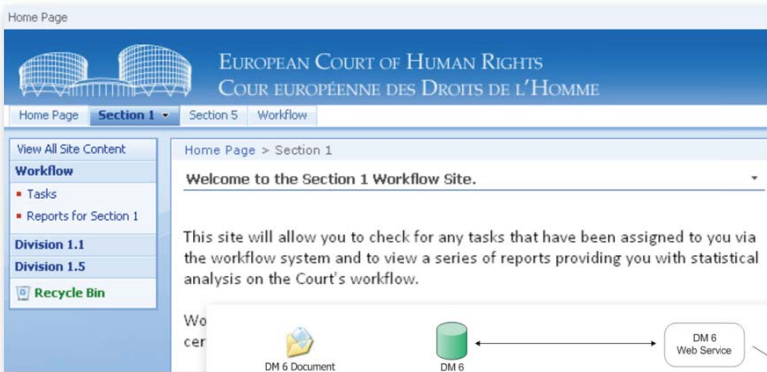 Home Page
EUROPEAN COURT OF HUMAN RIGHTS
COUR EUROPÉENNE DES DROITS DE L'HOMME
Home Page Section 1 Section 5 Workflow
View All Site Content
Workflow
Tasks
Reports for Section 1
Division 1.1
Division 1.5
Recycle Bin
Home Page > Section 1
Welcome to the Section 1 Workflow Site.
This site will allow you to check for any tasks that have been assigned to you via
the workflow system and to view a series of reports providing you with statistical
analysis on the Court's workflow.
Wo
cer
DM 6 Document
DM 6
DM 6
Web Service